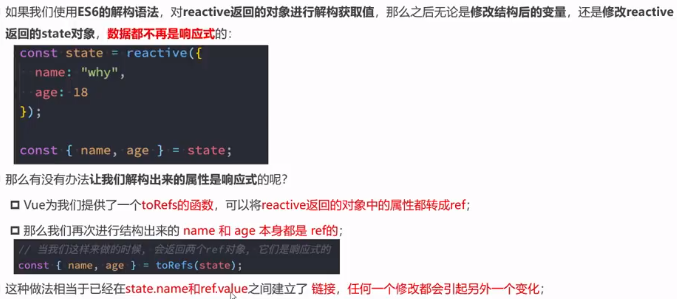 如果我们使用ES6的解构语法，对reactive返回的对象进行解构获取值，那么之后无论是修改结构后的变量，还是修改reactive
返回的state对象，数据都不再是响应式的：
const state = reactive({
name: "why",
age: 18
});
const { name, age } = state;
那么有没有办法让我们解构出来的属性是响应式的呢？
Vue为我们提供了一个toRefs的函数，可以将reactive返回的对象中的属性都转成ref；
那么我们再次进行结构出来的 name 和 age 本身都是 ref的；
// 当我们这样来做的时候, 会返回两个ref对象, 它们是响应式的
const { name, age } = toRefs(state);
这种做法相当于已经在state.name和ref.value之间建立了 链接，任何一个修改都会引起另外一个变化；